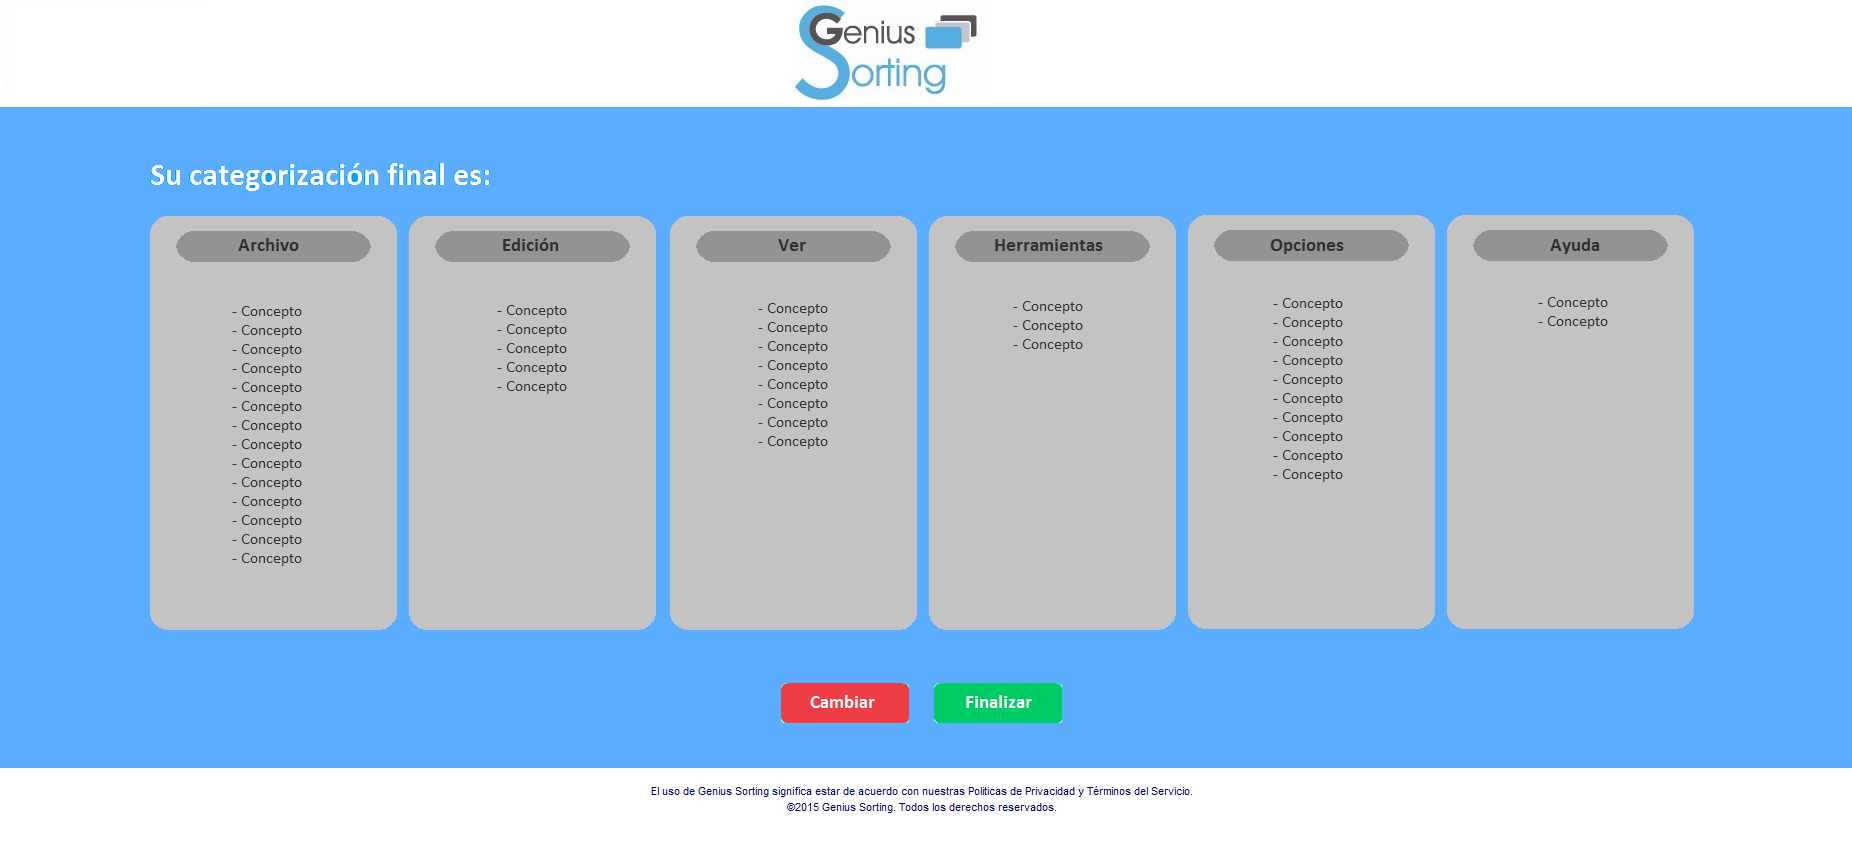 Genius
Sorting
Su categorización final es:
Archivo
- Concepto
- Concepto
- Concepto
- Concepto
- Concepto
- Concepto
- Concepto
- Concepto
- Concepto
- Concepto
- Concepto
- Concepto
- Concepto
- Concepto
Edición
- Concepto
- Concepto
- Concepto
- Concepto
- Concepto
Ver
- Concepto
- Concepto
- Concepto
- Concepto
- Concepto
- Concepto
- Concepto
- Concepto
Herramientas
- Concepto
- Concepto
- Concepto
Opciones
- Concepto
- Concepto
- Concepto
- Concepto
- Concepto
- Concepto
- Concepto
- Concepto
- Concepto
- Concepto
Ayuda
- Concepto
- Concepto
Cambiar
Finalizar
El uso de Genius Sorting significa estar de acuerdo con nuestras Politicas de Privacidad y Términos del Servicio.
©2015 Genius Sorting. Todos los derechos reservados.